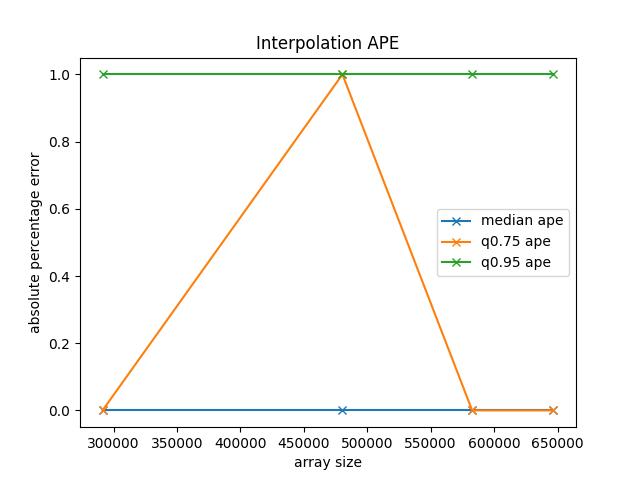 Interpolation APE
absolute percentage error
1.0
0.8
0.6
0.4
0.2
0.0
median ape
q0.75 ape
q0.95 ape
300000 350000 400000 450000 500000 550000 600000 650000
array size